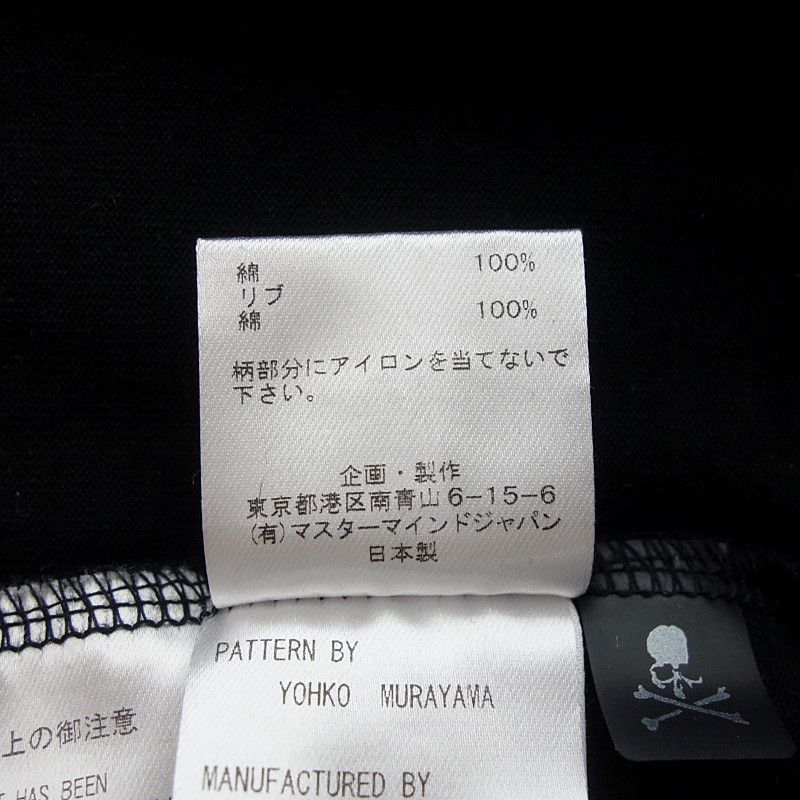 綿 100%
リブ
綿 100%
柄部分にアイロンを当てないで
下さい。
企画・製作
東京都港区南青山6-15-6
(有)マスターマインドジャパン
日本製
PATTERN BY
YOHKO MURAYAMA
MANUFACTURED BY
上の御注意
HAS BEEN